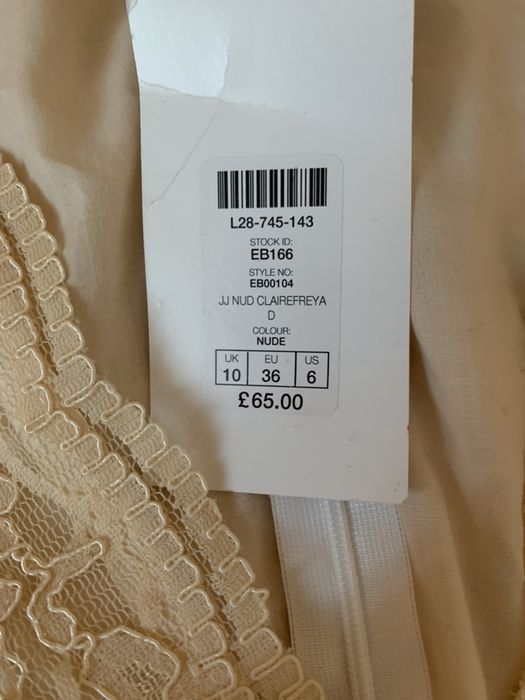 L28-745-143
STOCK ID:
EB166
STYLE NO:
EB00104
JJ NUD CLAIREFREYA
D
COLOUR:
NUDE
UK EU US
10 36 6
£65.00